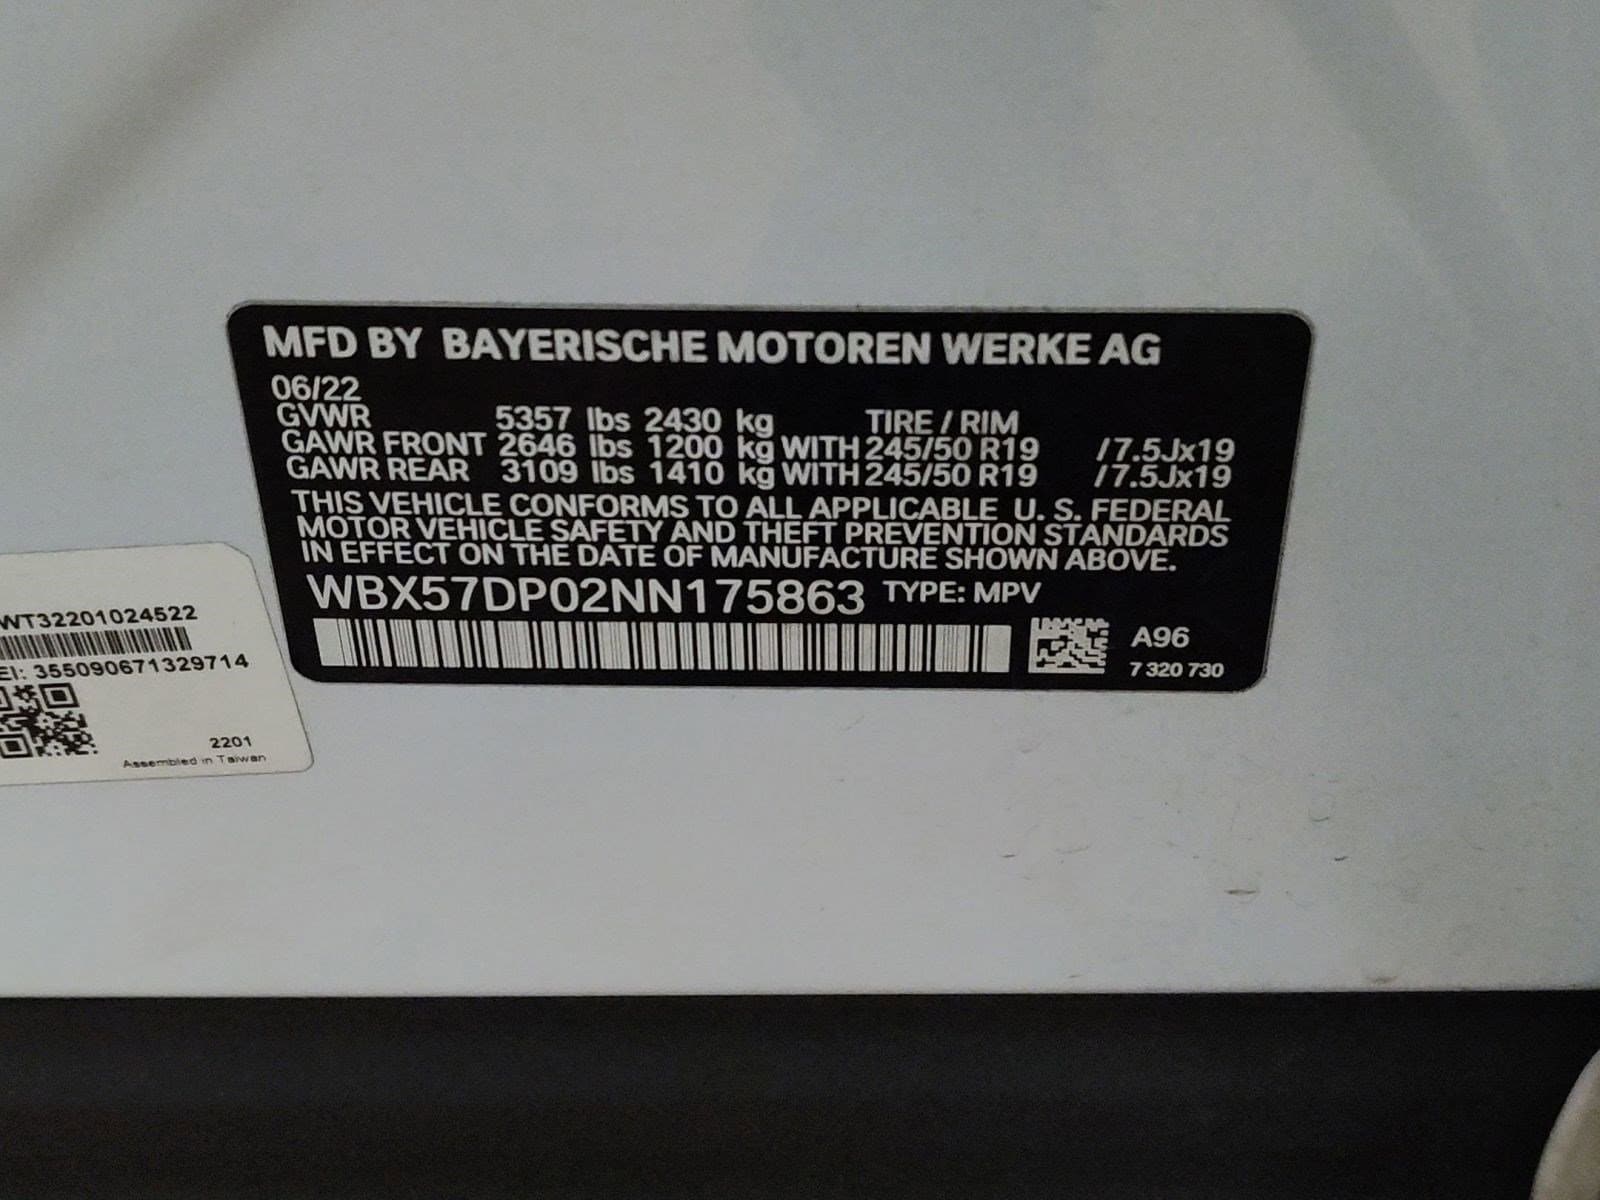 MFD BY BAYERISCHE MOTOREN WERKE AG
06/22
GVWR 5357 lbs 2430 kg TIRE / RIM
GAWR FRONT 2646 lbs 1200 kg WITH 245/50 R19 /7.5Jx19
GAWR REAR 3109 lbs 1410 kg WITH 245/50 R19 /7.5Jx19
THIS VEHICLE CONFORMS TO ALL APPLICABLE U. S. FEDERAL
MOTOR VEHICLE SAFETY AND THEFT PREVENTION STANDARDS
IN EFFECT ON THE DATE OF MANUFACTURE SHOWN ABOVE.
WBX57DP02NN175863 TYPE: MPV
A96
7 320 730
WT32201024522
EI: 355090671329714
2201
Assembled in Taiwan